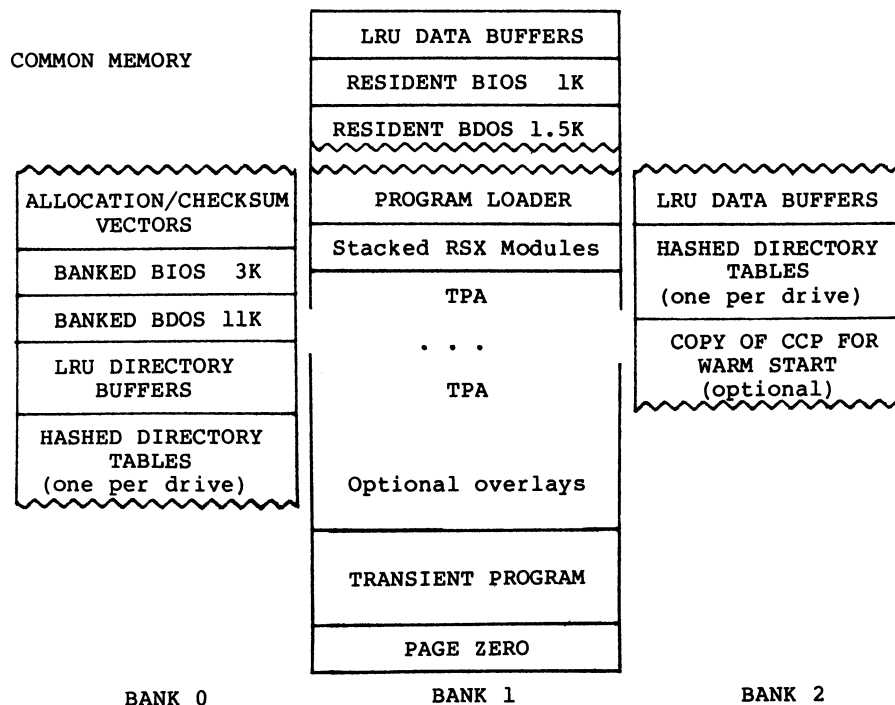 COMMON MEMORY
LRU DATA BUFFERS
RESIDENT BIOS 1K
RESIDENT BDOS 1.5K
ALLOCATION/CHECKSUM
VECTORS
BANKED BIOS 3K
BANKED BDOS 11K
LRU DIRECTORY
BUFFERS
HASHED DIRECTORY
TABLES
(one per drive)
PROGRAM LOADER
Stacked RSX Modules
TPA
. . .
TPA
Optional overlays
TRANSIENT PROGRAM
PAGE ZERO
LRU DATA BUFFERS
HASHED DIRECTORY
TABLES
(one per drive)
COPY OF CCP FOR
WARM START
(optional)
BANK 0
BANK 1
BANK 2